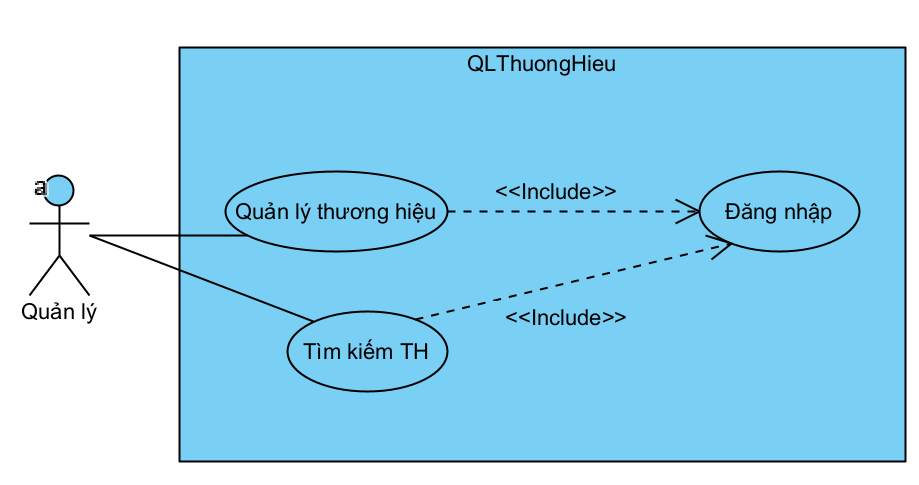 QLThuongHieu
a
Quản lý thương hiệu
<<Include>>
Đăng nhập
Quản lý
Tìm kiếm TH
<<Include>>